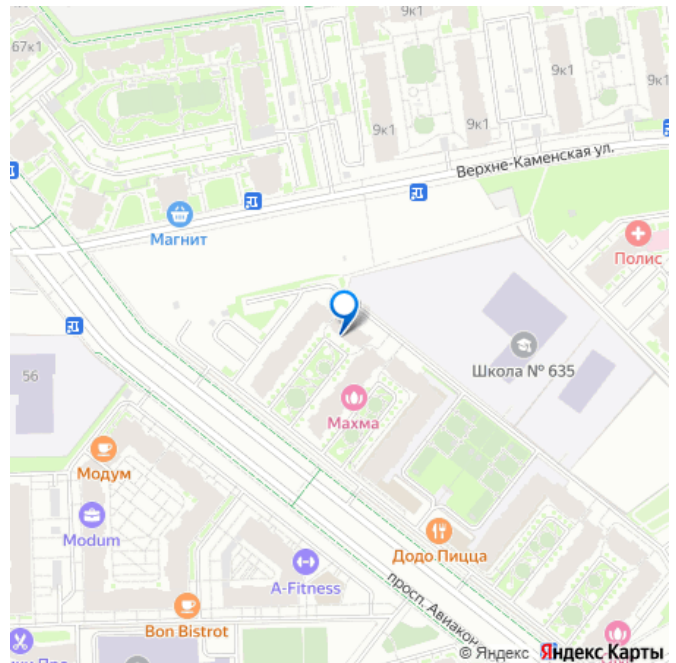 9к1
67к1
9к1
9к1
9к1
9к1
Верхне-Каменская ул.
Магнит
Полис
Школа № 635
56
Махма
Модум
Modum
Додо Пицца
A-Fitness
просп. Авиакон
Bon Bistrot
© Яндекс Яндекс Карты